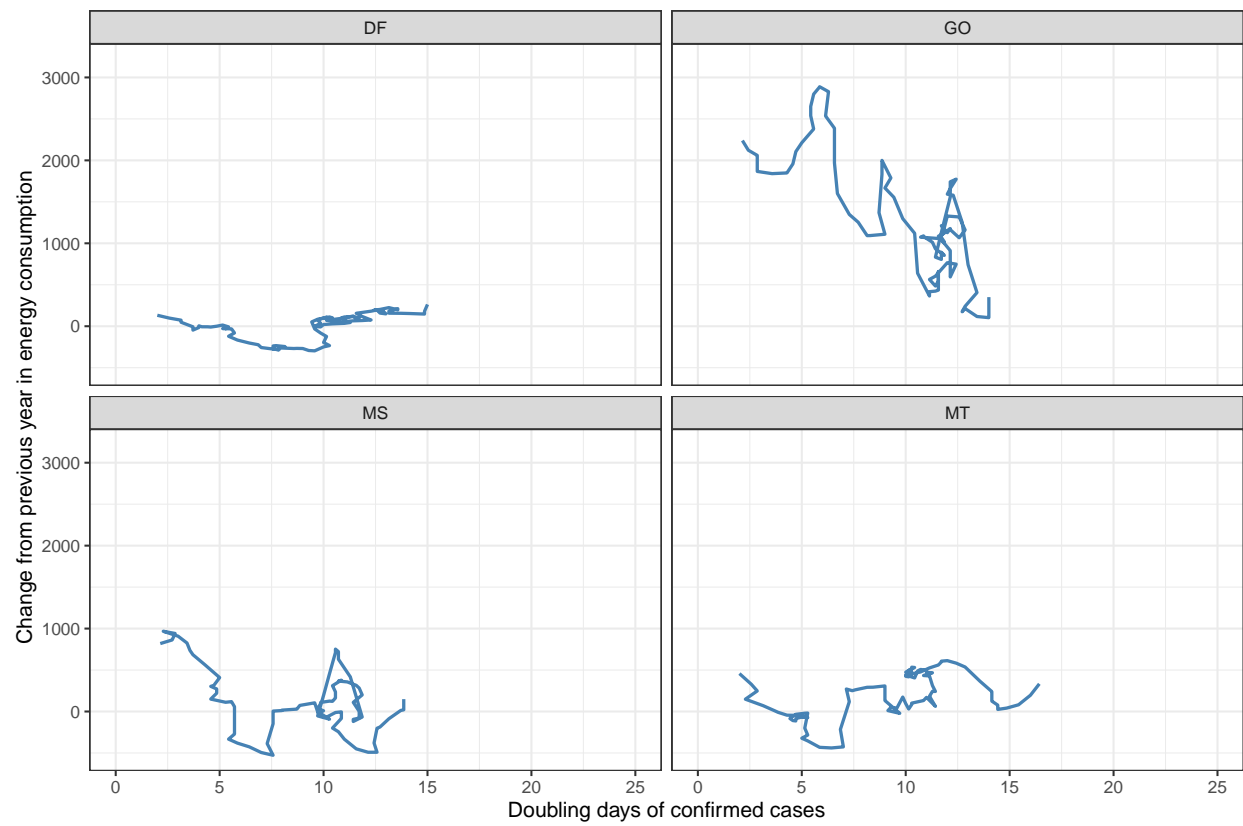 DF
GO
3000
2000
1000
0
MS
MT
3000
2000
1000
0
0 5 10 15 20 25
0 5 10 15 20 25
Doubling days of confirmed cases
Change from previous year in energy consumption